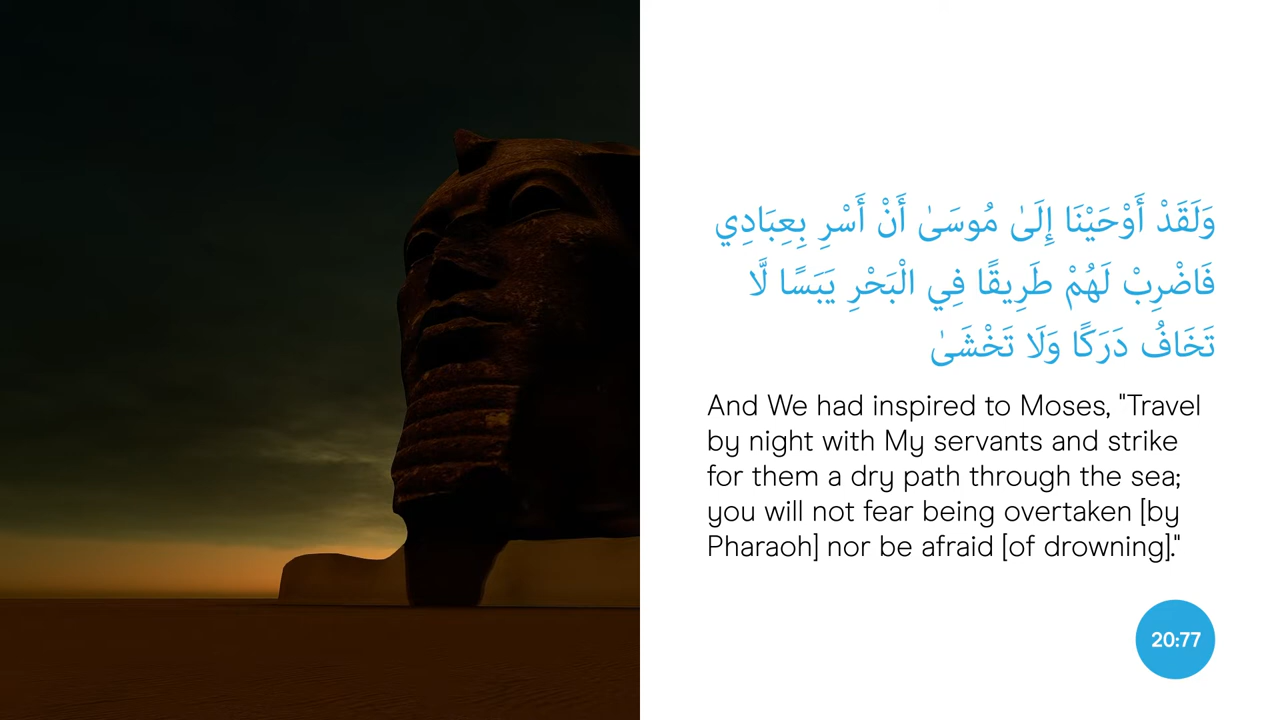 وَلَقَدْ أَوْحَيْنَا إِلَىٰ مُوسَىٰ أَنْ أَسْرِ بِعِبَادِي
فَاضْرِبْ لَهُمْ طَرِيقًا فِي الْبَحْرِ يَبَسًا لَّا
تَخَافُ دَرَكًا وَلَا تَخْشَىٰ
And We had inspired to Moses, "Travel
by night with My servants and strike
for them a dry path through the sea;
you will not fear being overtaken [by
Pharaoh] nor be afraid [of drowning]."
20:77